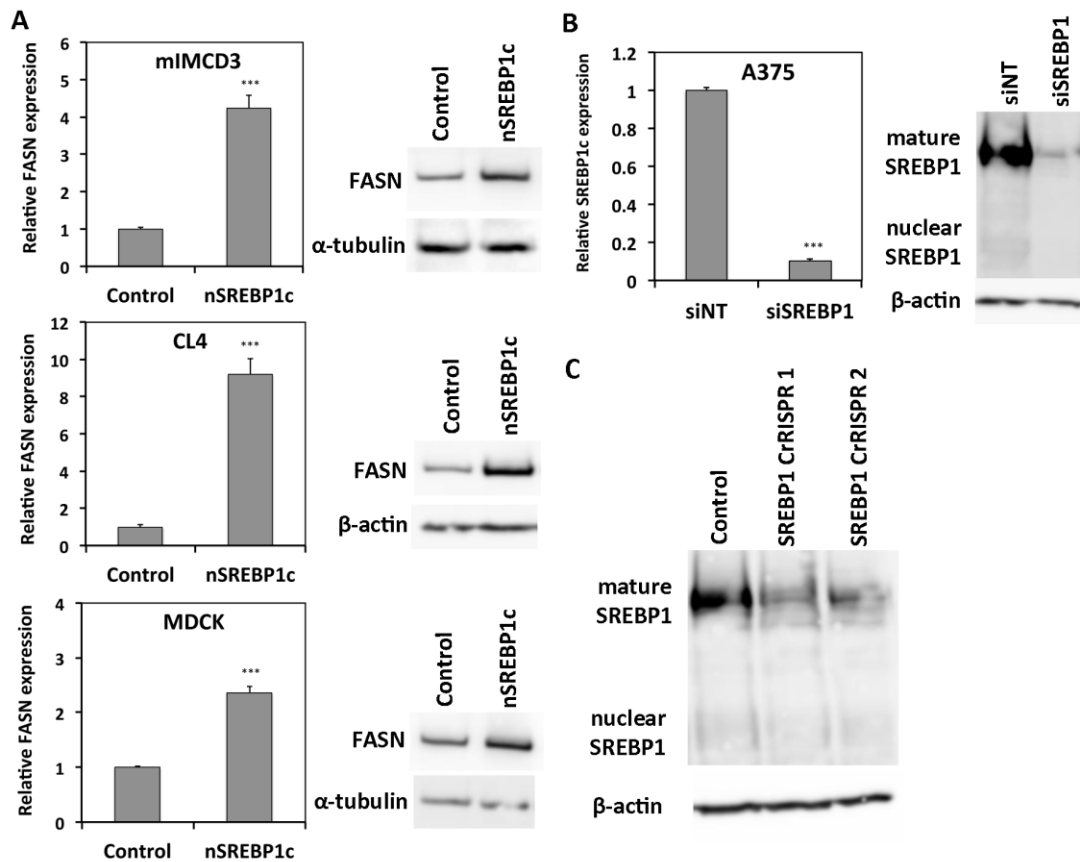 A
Relative FASN expression
6
5
4
3
2
1
0
mIMCD3
***
Control
nSREBP1c
Control
nSREBP1c
FASN
α-tubulin
Relative FASN expression
12
10
8
6
4
2
0
CL4
***
Control
nSREBP1c
Control
nSREBP1c
FASN
β-actin
Relative FASN expression
4
3
2
1
0
MDCK
***
Control
nSREBP1c
Control
nSREBP1c
FASN
α-tubulin
B
Relative SREBP1c expression
1.2
1
0.8
0.6
0.4
0.2
0
A375
***
siNT
siSREBP1
siNT
siSREBP1
mature
SREBP1
nuclear
SREBP1
β-actin
C
Control
SREBP1 CrRISPR 1
SREBP1 CrRISPR 2
mature
SREBP1
nuclear
SREBP1
β-actin